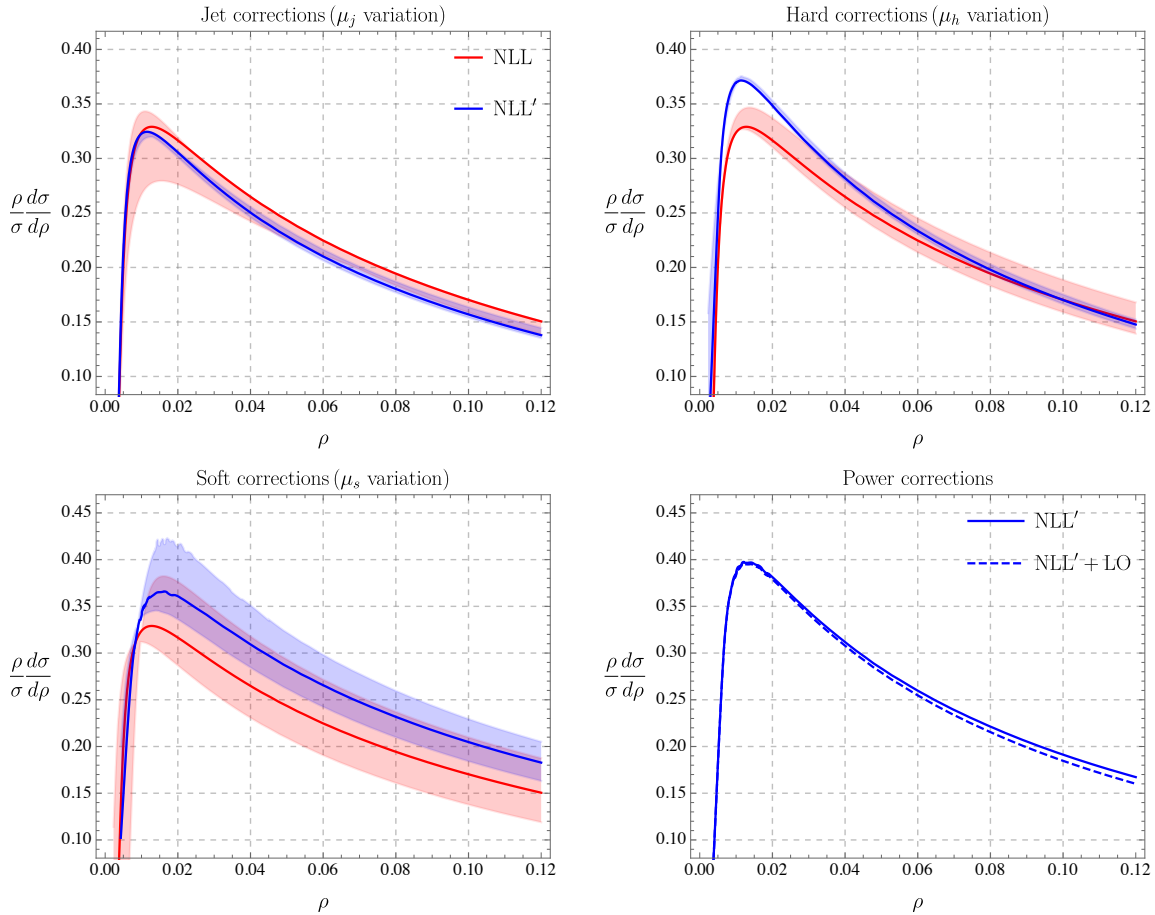 Jet corrections (μj variation)
0.40
0.35
0.30
0.25
0.20
0.15
0.10
ρ dσ
σ dρ
NLL
NLL′
0.00 0.02 0.04 0.06 0.08 0.10 0.12
ρ
Hard corrections (μh variation)
0.40
0.35
0.30
0.25
0.20
0.15
0.10
ρ dσ
σ dρ
0.00 0.02 0.04 0.06 0.08 0.10 0.12
ρ
Soft corrections (μs variation)
0.45
0.40
0.35
0.30
0.25
0.20
0.15
0.10
ρ dσ
σ dρ
0.00 0.02 0.04 0.06 0.08 0.10 0.12
ρ
Power corrections
0.45
0.40
0.35
0.30
0.25
0.20
0.15
0.10
ρ dσ
σ dρ
NLL′
NLL′ + LO
0.00 0.02 0.04 0.06 0.08 0.10 0.12
ρ